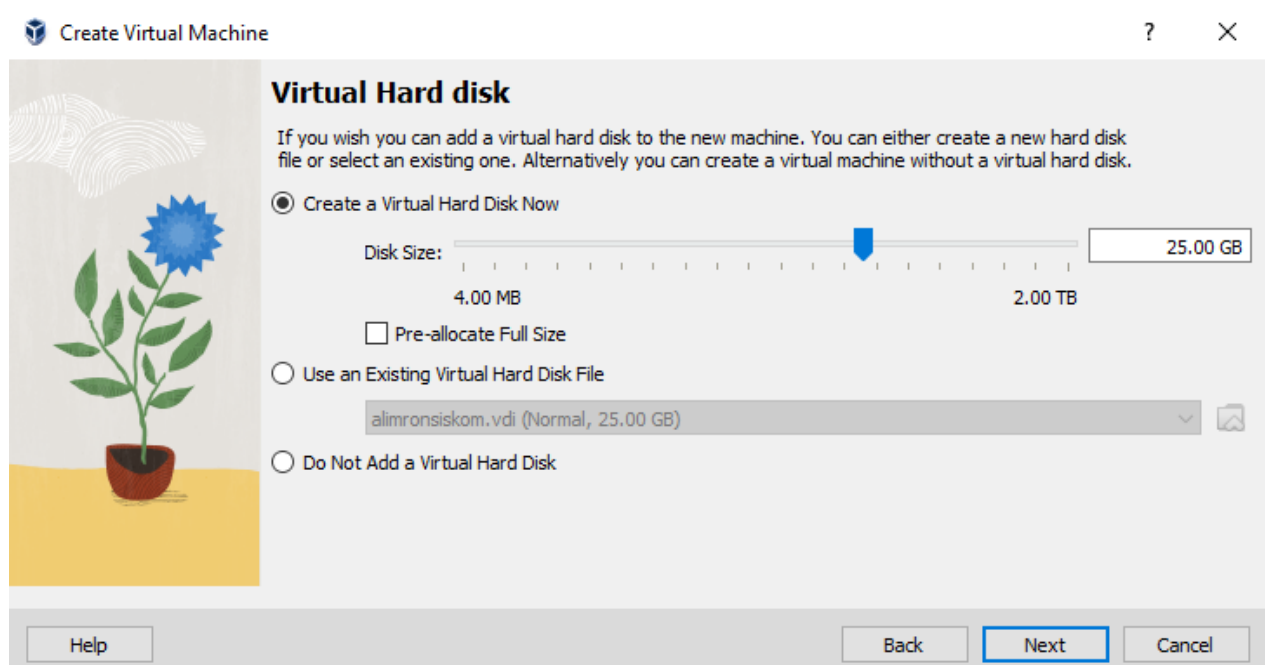 Create Virtual Machine
?
Virtual Hard disk
If you wish you can add a virtual hard disk to the new machine. You can either create a new hard disk
file or select an existing one. Alternatively you can create a virtual machine without a virtual hard disk.
Create a Virtual Hard Disk Now
Disk Size:
25.00 GB
4.00 MB
2.00 TB
Pre-allocate Full Size
Use an Existing Virtual Hard Disk File
alimronsiskom.vdi (Normal, 25.00 GB)
Do Not Add a Virtual Hard Disk
Help
Back
Next
Cancel